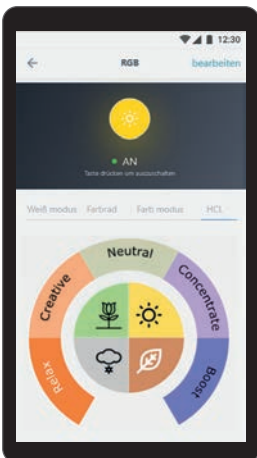 12:30
RGB
bearbeiten
AN
Taste drücken um auszuschalten
Weiß modus
Farbrad
Farb modus
HCL
Relax
Creative
Neutral
Concentrate
Boost